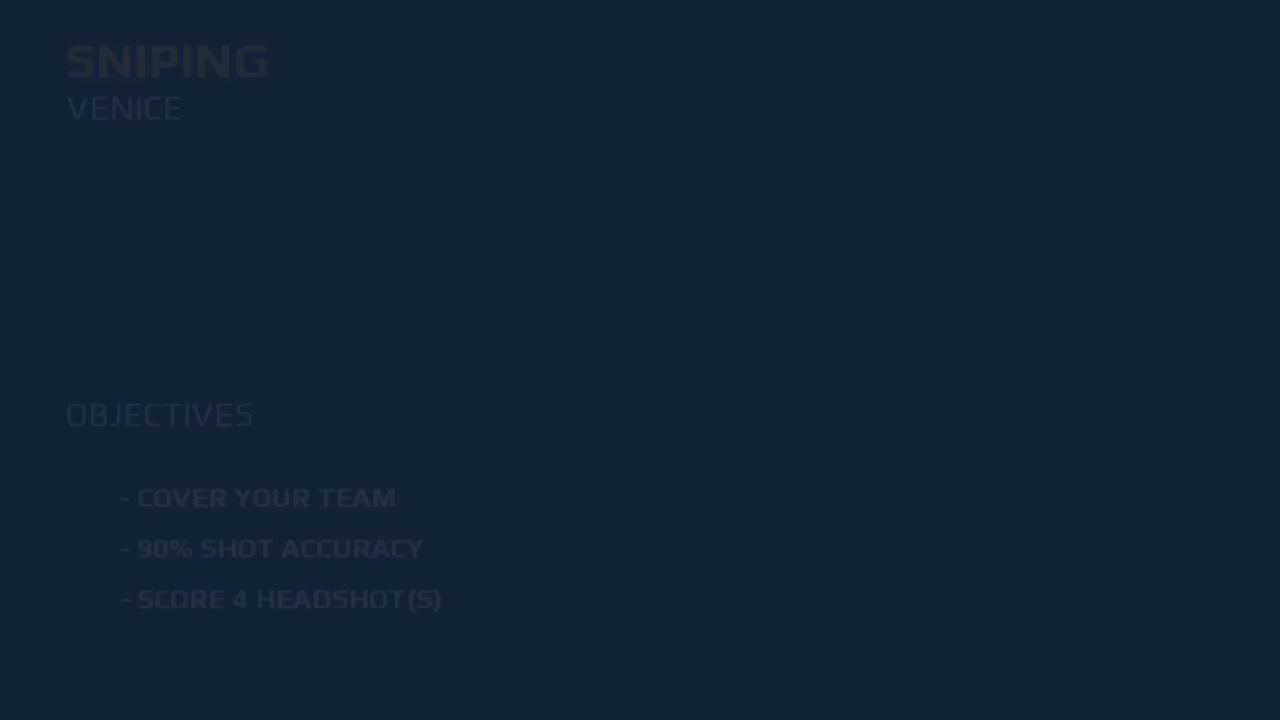 SNIPING
VENICE
OBJECTIVES
- COVER YOUR TEAM
- 90% SHOT ACCURACY
- SCORE 4 HEADSHOT(S)